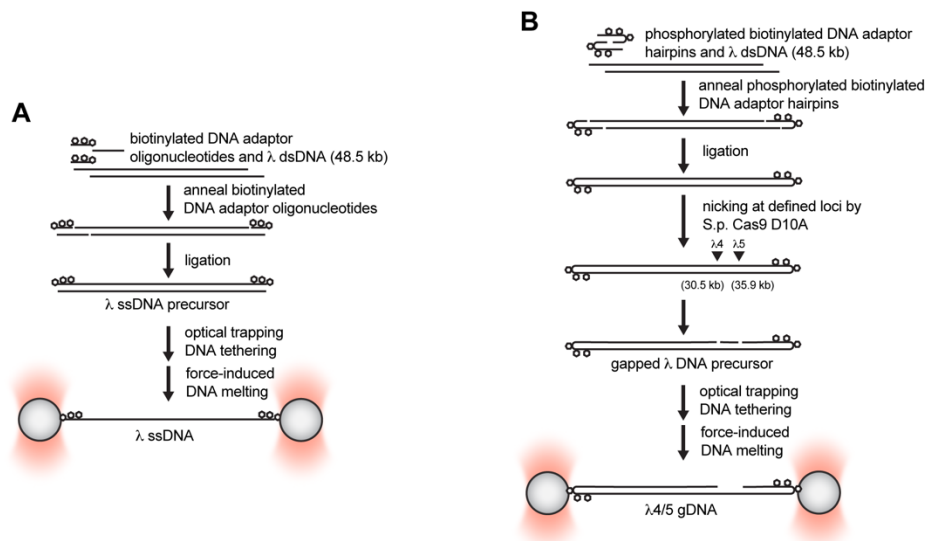 A
biotinylated DNA adaptor
oligonucleotides and λ dsDNA (48.5 kb)
anneal biotinylated
DNA adaptor oligonucleotides
ligation
λ ssDNA precursor
optical trapping
DNA tethering
force-induced
DNA melting
λ ssDNA
B
phosphorylated biotinylated DNA adaptor
hairpins and λ dsDNA (48.5 kb)
anneal phosphorylated biotinylated
DNA adaptor hairpins
ligation
nicking at defined loci by
S.p. Cas9 D10A
λ4 λ5
(30.5 kb) (35.9 kb)
gapped λ DNA precursor
optical trapping
DNA tethering
force-induced
DNA melting
λ4/5 gDNA